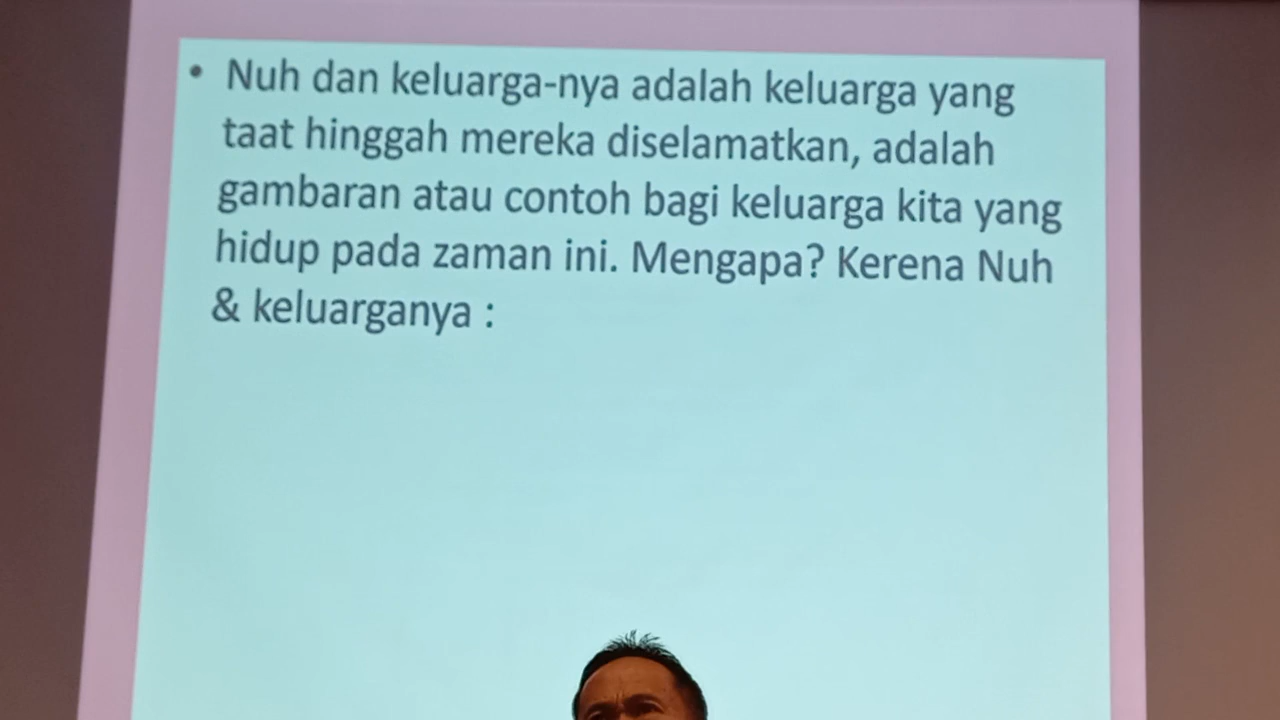 • Nuh dan keluarga-nya adalah keluarga yang
taat hinggah mereka diselamatkan, adalah
gambaran atau contoh bagi keluarga kita yang
hidup pada zaman ini. Mengapa? Kerena Nuh
& keluarganya :